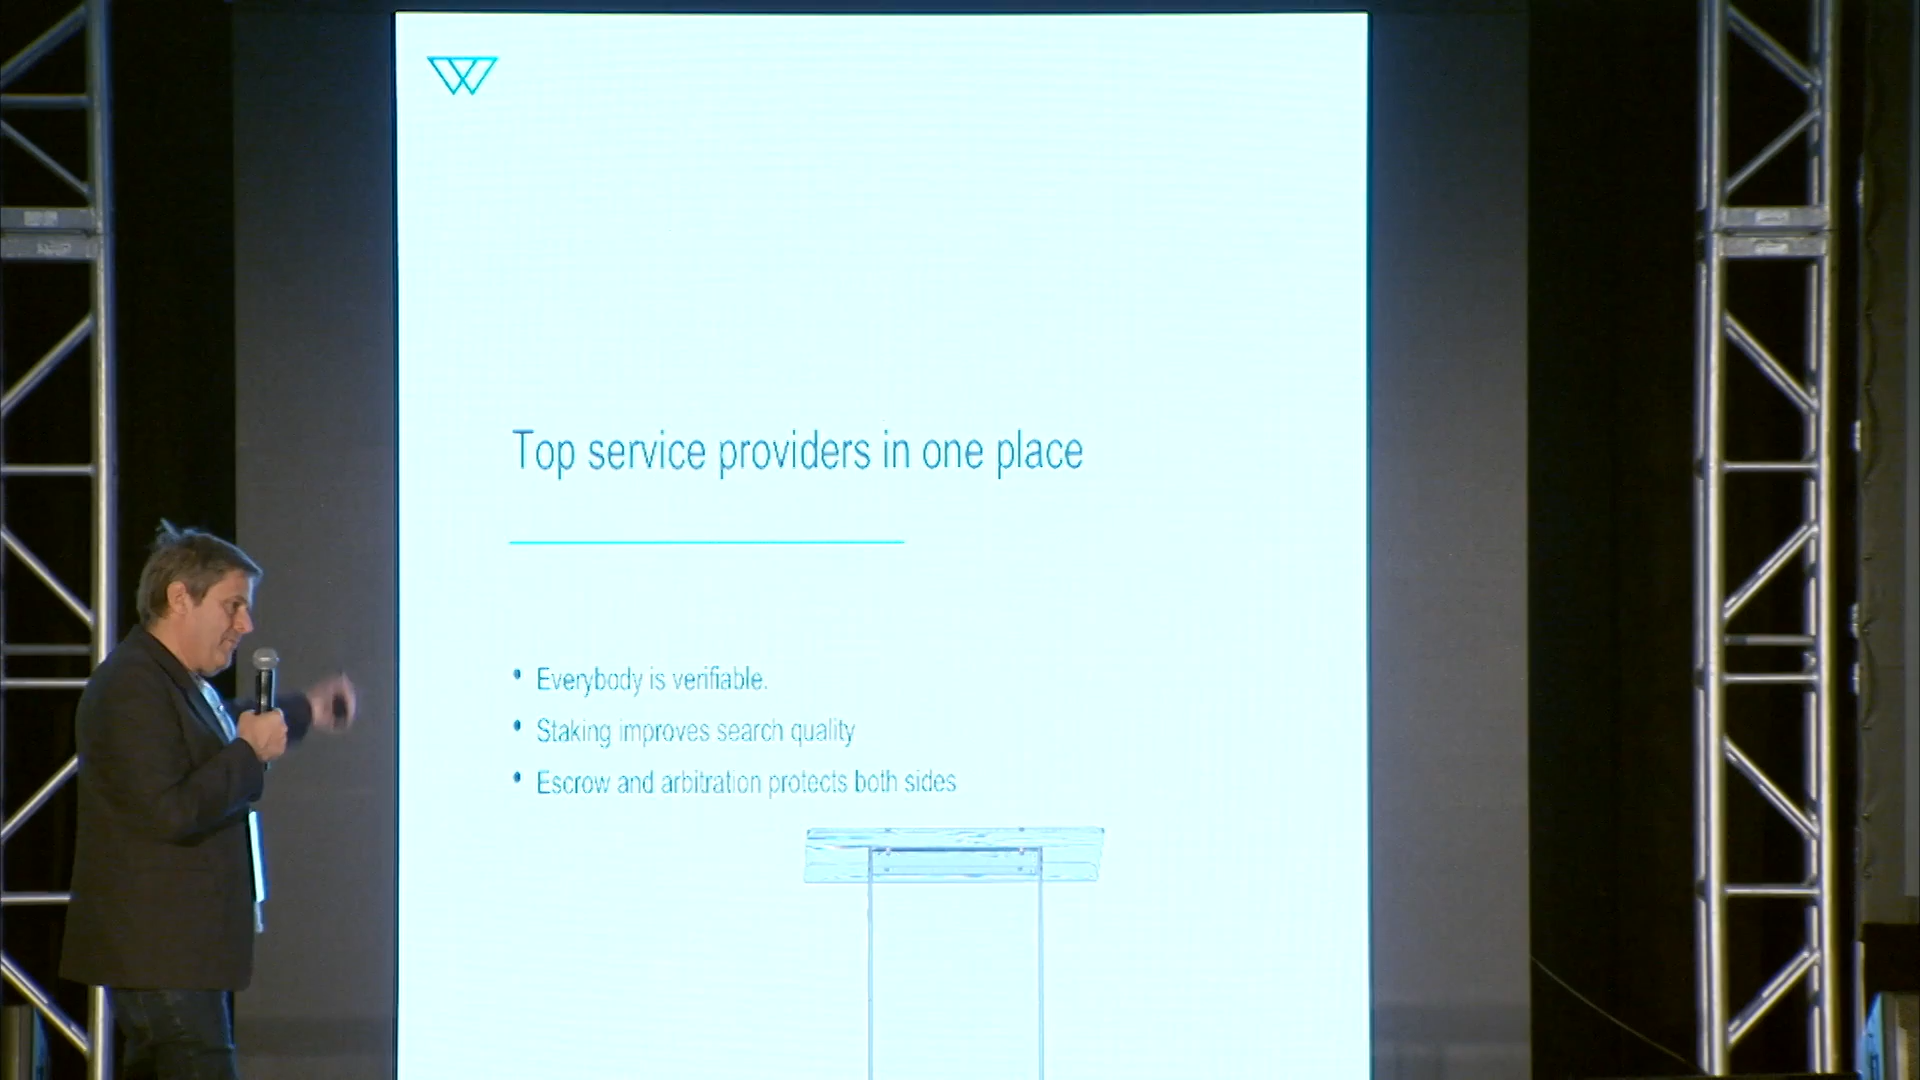 Top service providers in one place
• Everybody is verifiable.
• Staking improves search quality
• Escrow and arbitration protects both sides